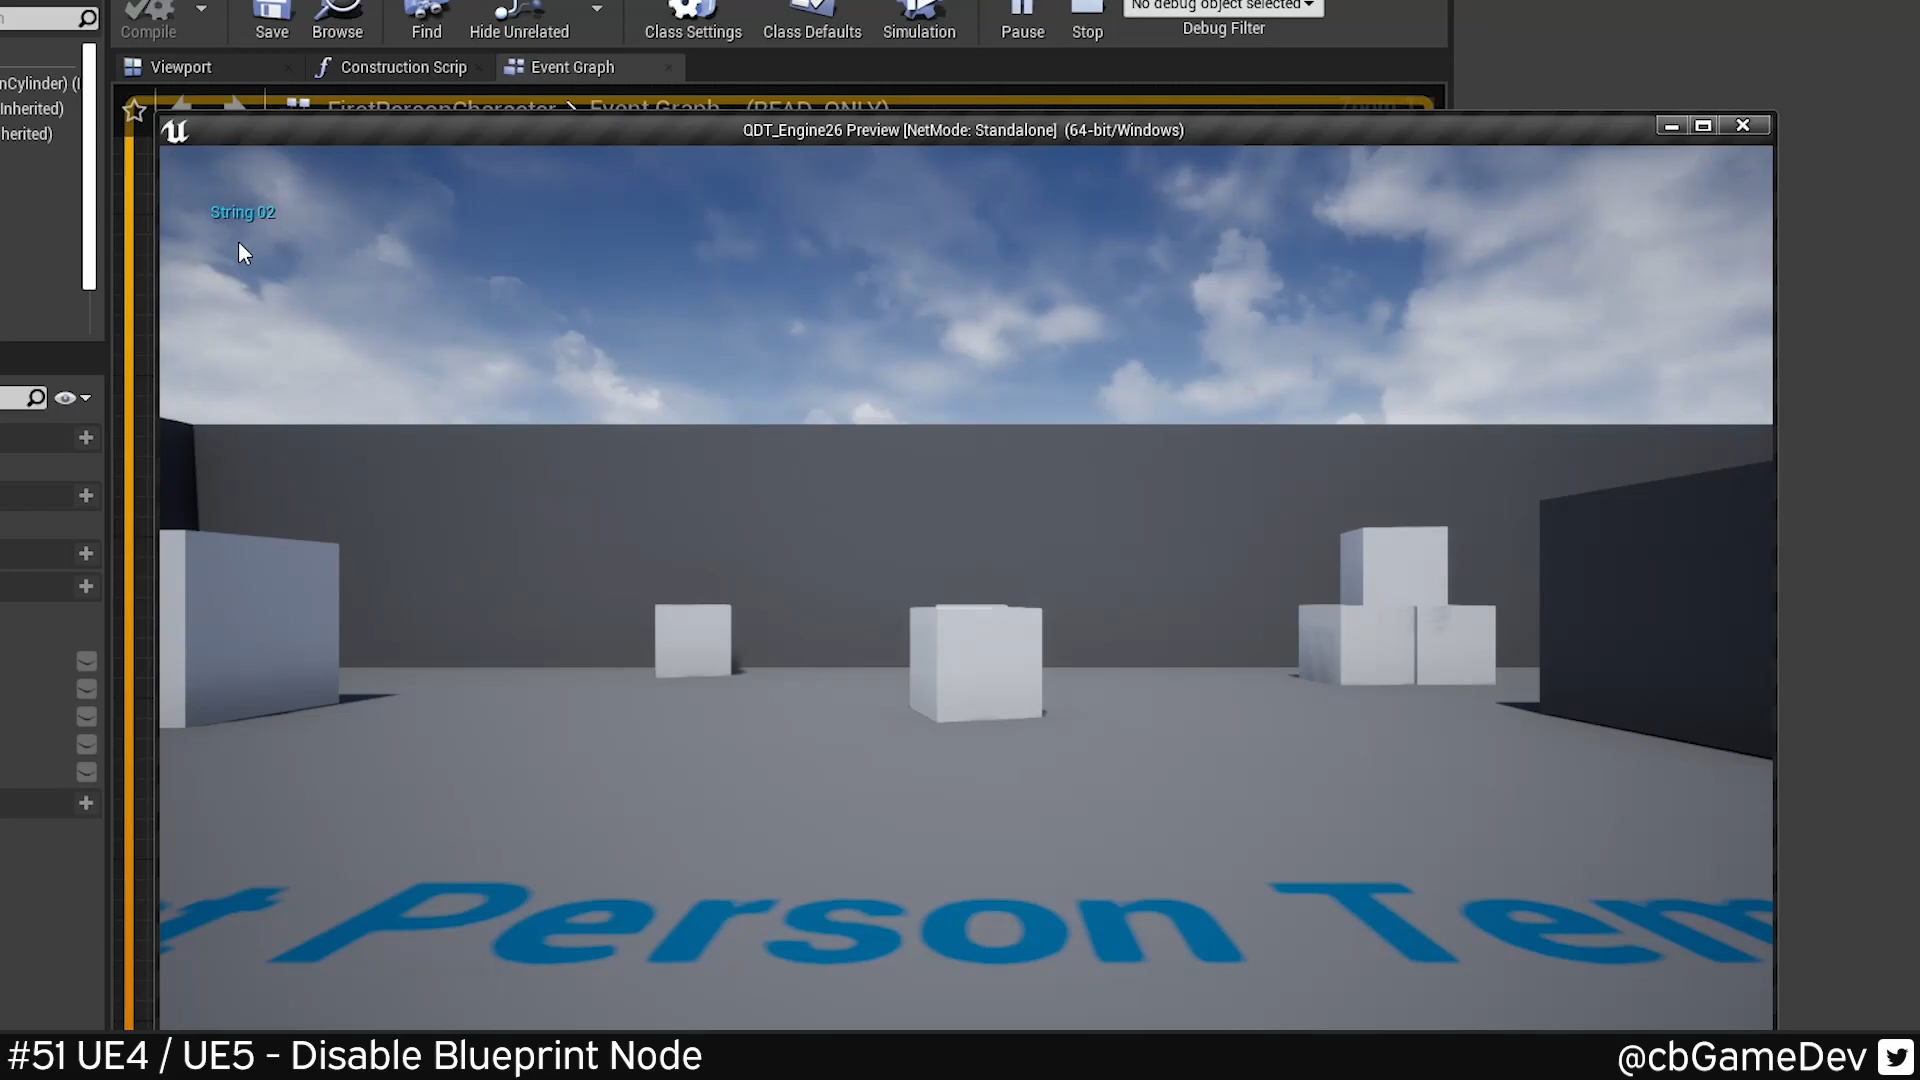 No debug object selected
Compile Save Browse Find Hide Unrelated Class Settings Class Defaults Simulation Pause Stop Debug Filter
Viewport Construction Scrip Event Graph
nCylinder) (I
Inherited)
herited)
FirstPersonCharacter > Event Graph (READ-ONLY) Zoom 1
QDT_Engine26 Preview [NetMode: Standalone] (64-bit/Windows)
String 02
Person Tem
#51 UE4 / UE5 - Disable Blueprint Node
@cbGameDev